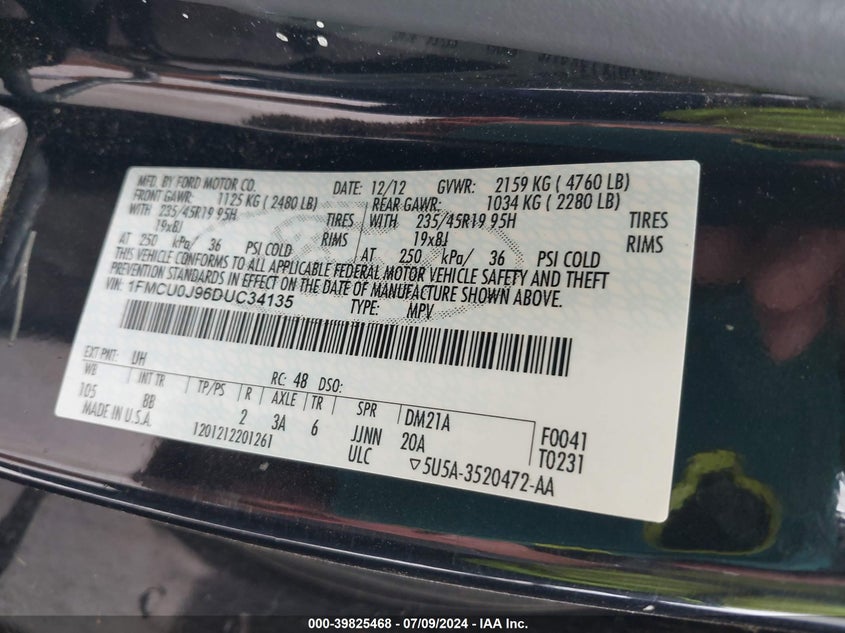 MFD. BY FORD MOTOR CO. DATE: 12/12 GVWR: 2159 KG ( 4760 LB)
FRONT GAWR: 1125 KG ( 2480 LB) REAR GAWR: 1034 KG ( 2280 LB)
WITH 235/45R19 95H TIRES WITH 235/45R19 95H TIRES
19x8J RIMS 19x8J RIMS
AT 250 kPa/ 36 PSI COLD AT 250 kPa/ 36 PSI COLD
THIS VEHICLE CONFORMS TO ALL APPLICABLE FEDERAL MOTOR VEHICLE SAFETY AND THEFT
PRESVENTION STANDARDS IN EFFECT ON THE DATE OF MANUFACTURE SHOWN ABOVE.
VIN: 1FMCU0J96DUC34135 TYPE: MPV
EXT PNT: UH RC: 48 DSO:
WB INT TR TP/PS R AXLE TR SPR DM21A F0041
105 BB 2 3A 6 JJNN 20A T0231
MADE IN U.S.A. 1201212201261 ULC ▽5U5A-3520472-AA
000-39825468 / 07/09/2024 - IAA Inc.